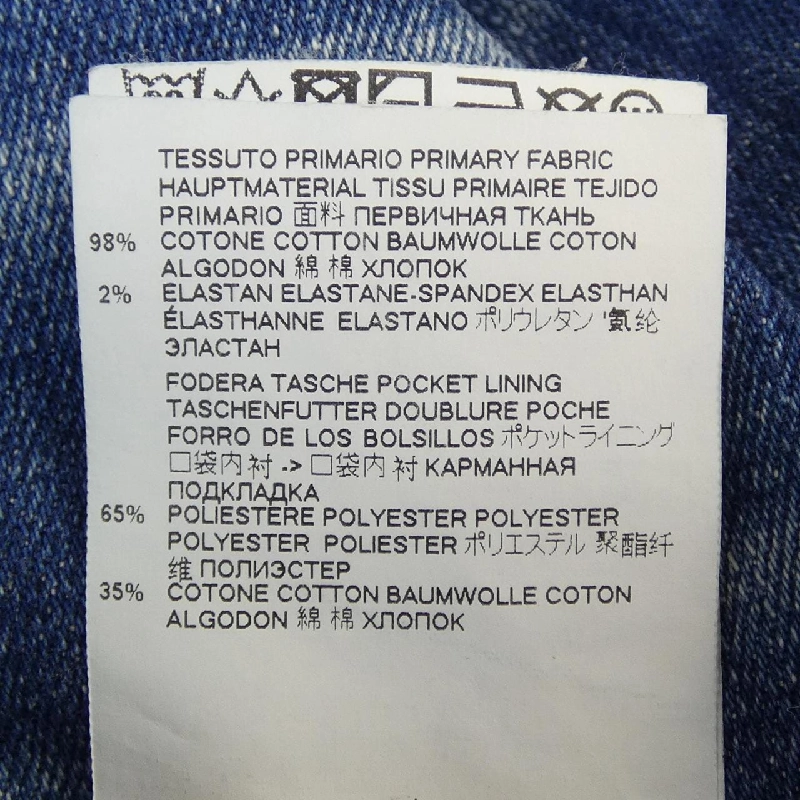 TESSUTO PRIMARIO PRIMARY FABRIC
HAUPTMATERIAL TISSU PRIMAIRE TEJIDO
PRIMARIO 面料 ПЕРВИЧНАЯ ТКАНЬ
98% COTONE COTTON BAUMWOLLE COTON
ALGODON 綿 棉 ХЛОПОК
2% ELASTAN ELASTANE-SPANDEX ELASTHAN
ÉLASTHANNE ELASTANO ポリウレタン '氨纶
ЭЛАСТАН
FODERA TASCHE POCKET LINING
TASCHENFUTTER DOUBLURE POCHE
FORRO DE LOS BOLSILLOS ポケットライニング
口袋内衬 -> 口袋内衬 КАРМАННАЯ
ПОДКЛАДКА
65% POLIESTERE POLYESTER POLYESTER
POLYESTER POLIESTER ポリエステル 聚酯纤
维 ПОЛИЭСТЕР
35% COTONE COTTON BAUMWOLLE COTON
ALGODON 綿 棉 ХЛОПОК